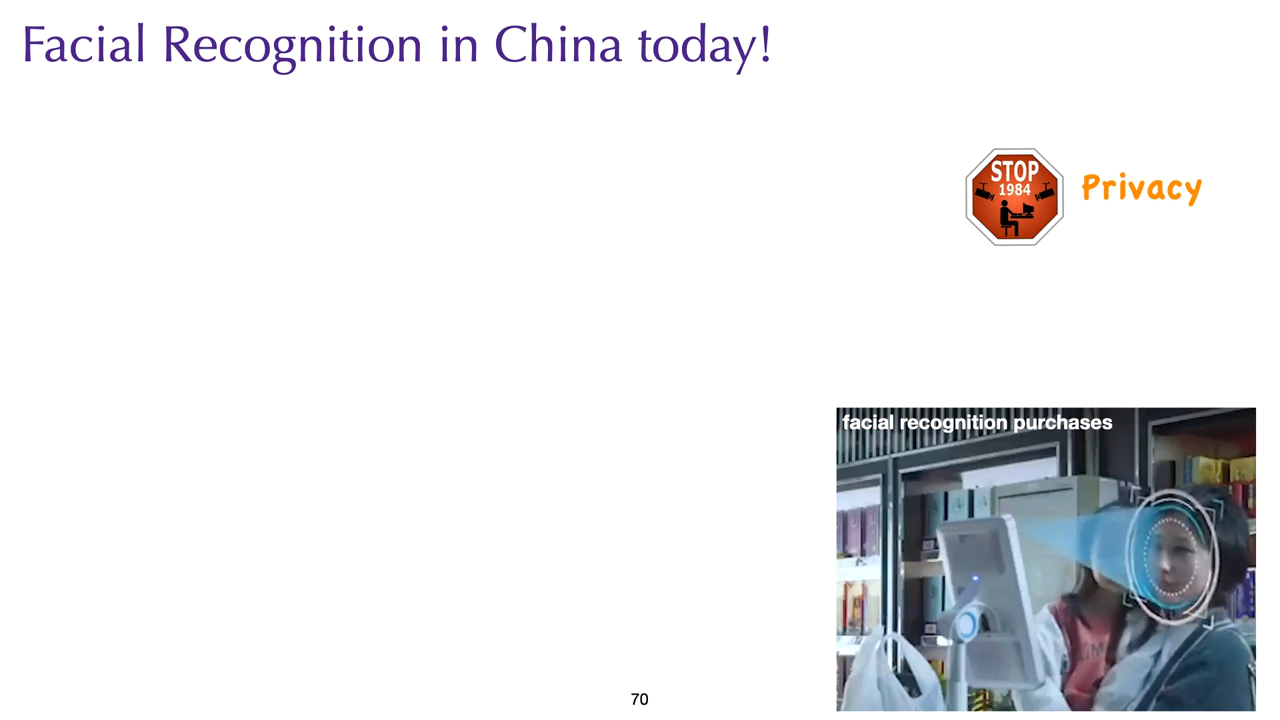 Facial Recognition in China today!
STOP
1984
Privacy
facial recognition purchases
70